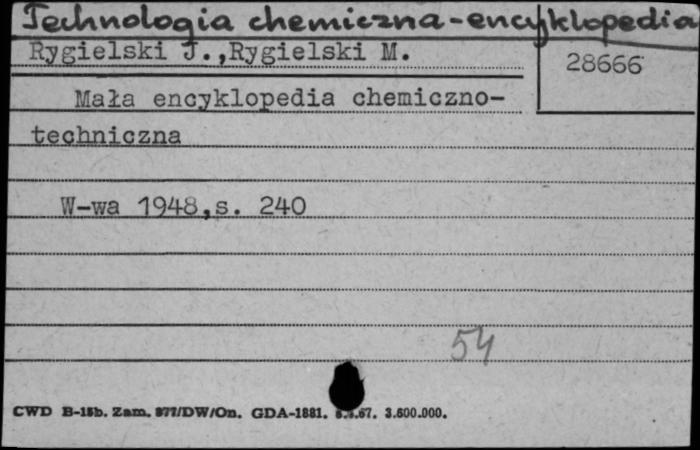 Technologia chemiczna-encyklopedia
Rygielski J.,Rygielski M.
28666
Mała encyklopedia chemiczno-
techniczna
W-wa 1948,s. 240
54
CWD B-15b. Zam. 877/DW/On. GDA-1881. 3.600.000.